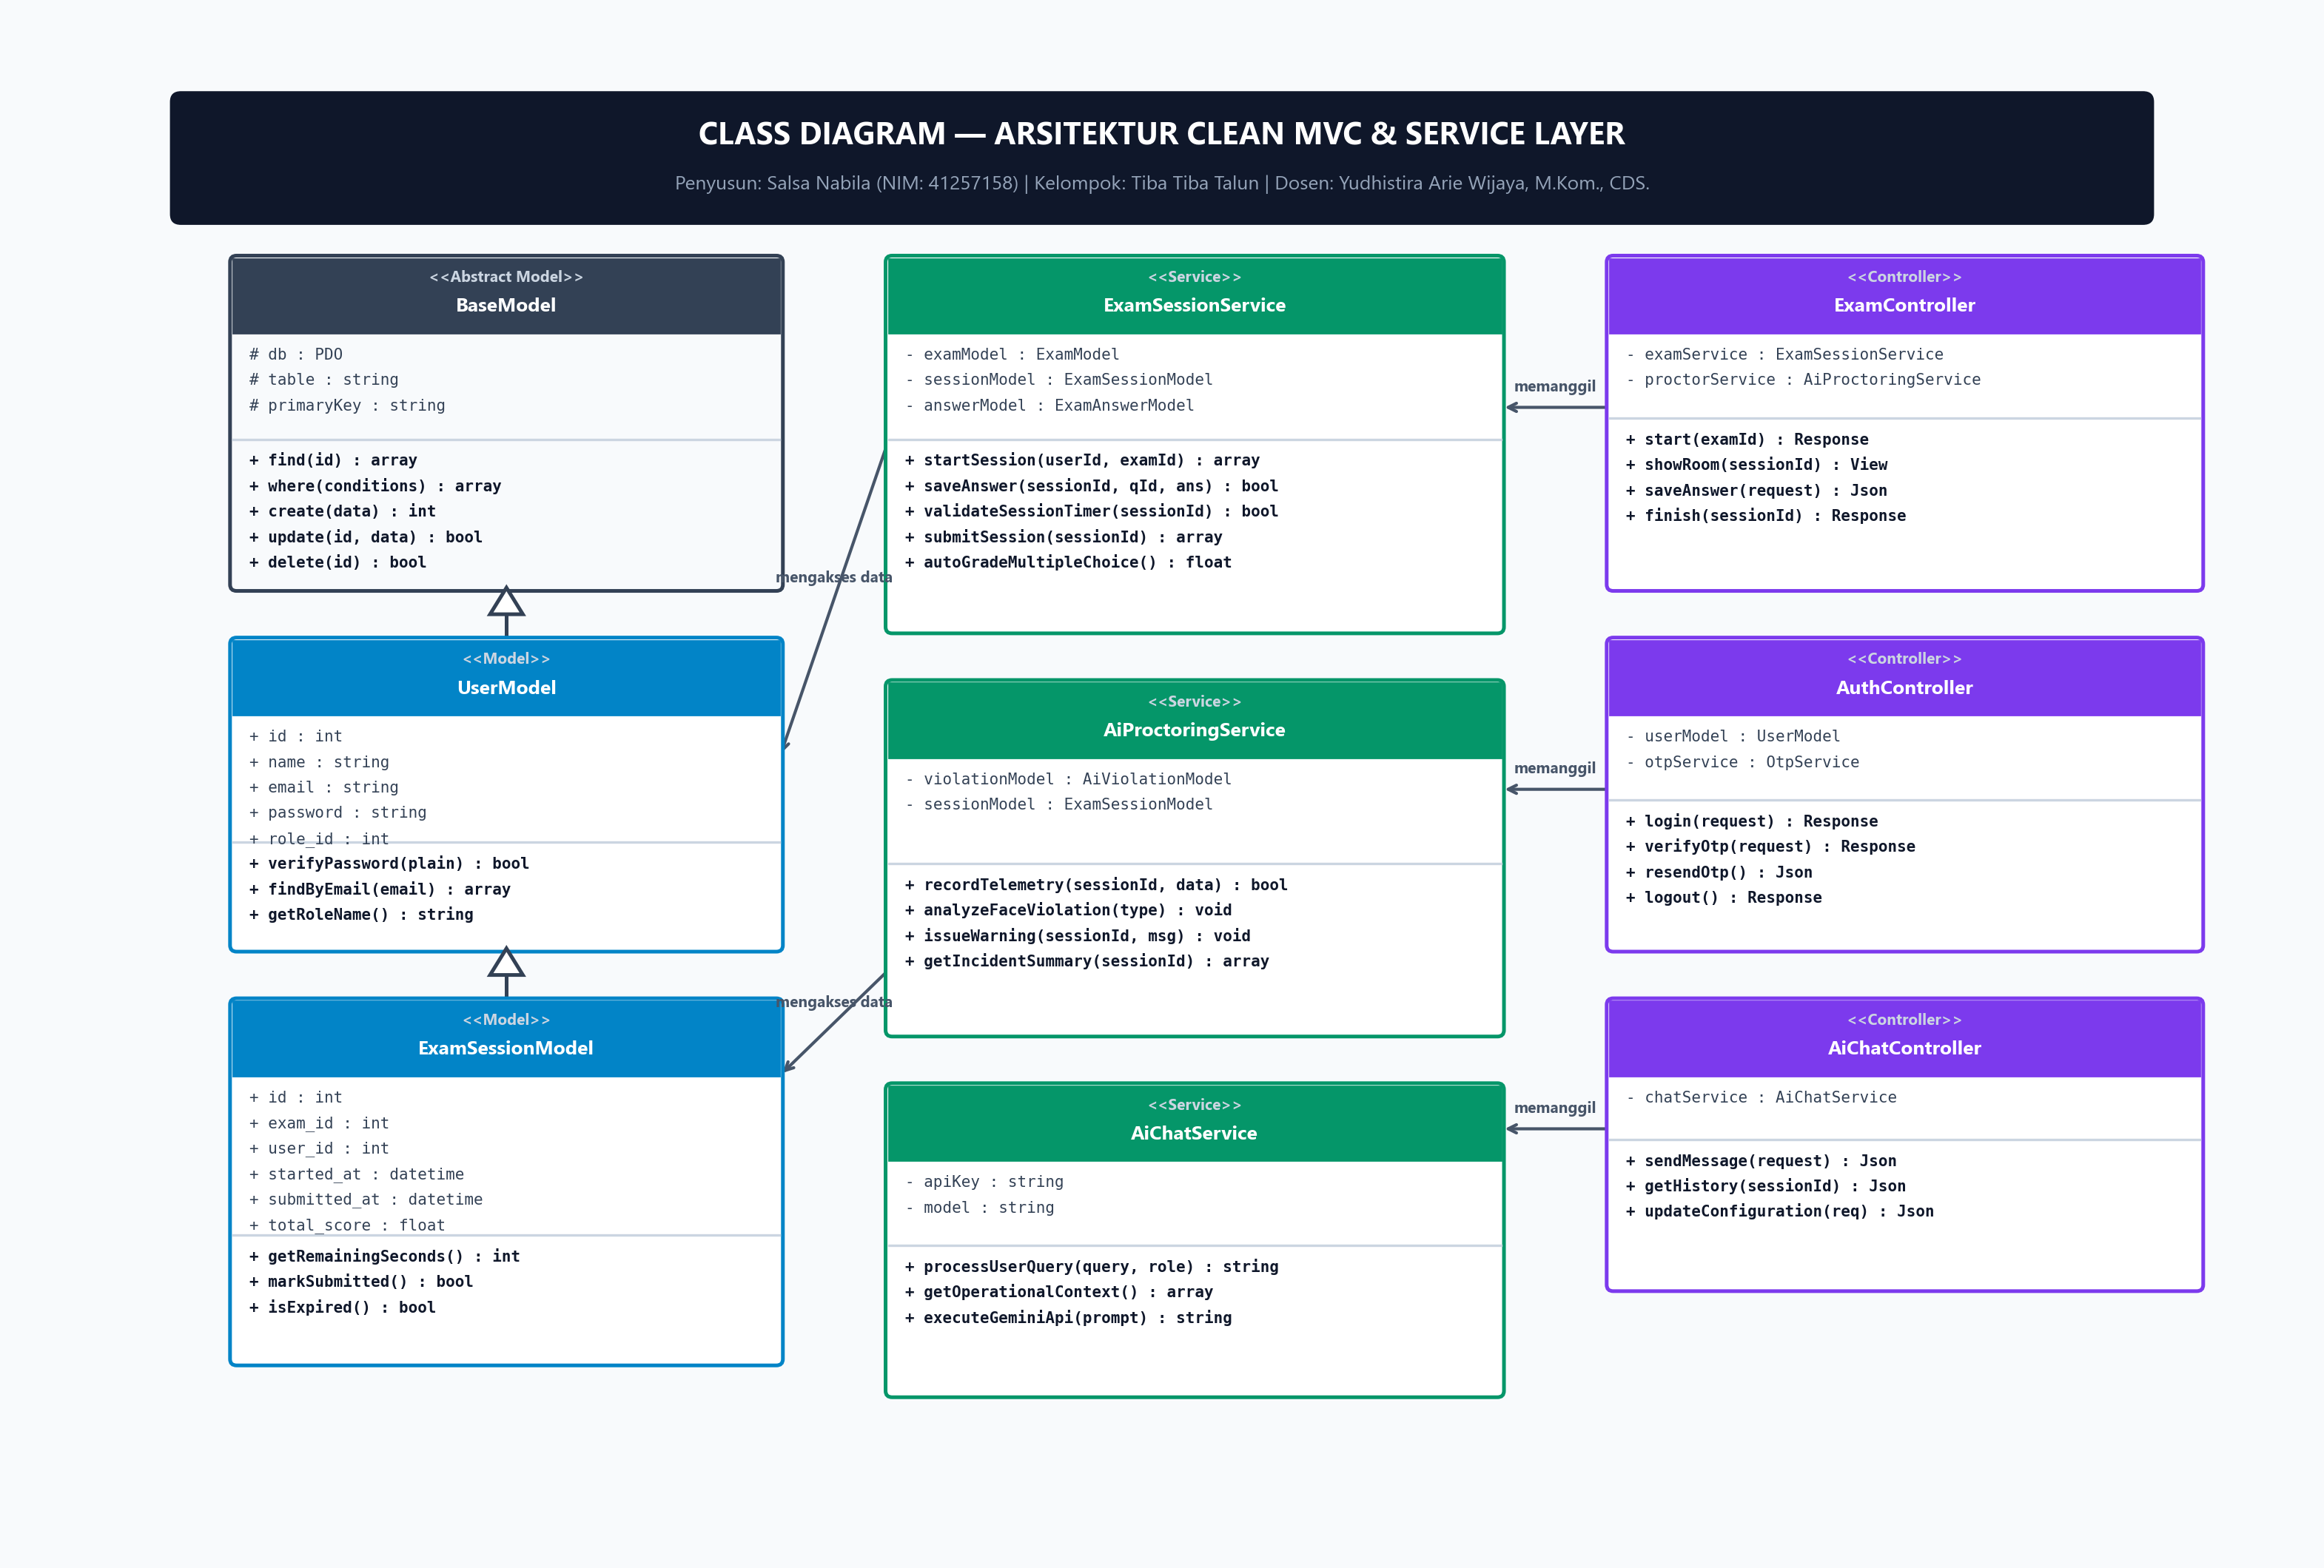 CLASS DIAGRAM — ARSITEKTUR CLEAN MVC & SERVICE LAYER
Penyusun: Salsa Nabila (NIM: 41257158) | Kelompok: Tiba Tiba Talun | Dosen: Yudhistira Arie Wijaya, M.Kom., CDS.
<<Abstract Model>>
BaseModel
# db : PDO
# table : string
# primaryKey : string
+ find(id) : array
+ where(conditions) : array
+ create(data) : int
+ update(id, data) : bool
+ delete(id) : bool
<<Model>>
UserModel
+ id : int
+ name : string
+ email : string
+ password : string
+ role_id : int
+ verifyPassword(plain) : bool
+ findByEmail(email) : array
+ getRoleName() : string
<<Model>>
ExamSessionModel
+ id : int
+ exam_id : int
+ user_id : int
+ started_at : datetime
+ submitted_at : datetime
+ total_score : float
+ getRemainingSeconds() : int
+ markSubmitted() : bool
+ isExpired() : bool
mengakses data
mengakses data
<<Service>>
ExamSessionService
- examModel : ExamModel
- sessionModel : ExamSessionModel
- answerModel : ExamAnswerModel
+ startSession(userId, examId) : array
+ saveAnswer(sessionId, qId, ans) : bool
+ validateSessionTimer(sessionId) : bool
+ submitSession(sessionId) : array
+ autoGradeMultipleChoice() : float
<<Service>>
AiProctoringService
- violationModel : AiViolationModel
- sessionModel : ExamSessionModel
+ recordTelemetry(sessionId, data) : bool
+ analyzeFaceViolation(type) : void
+ issueWarning(sessionId, msg) : void
+ getIncidentSummary(sessionId) : array
<<Service>>
AiChatService
- apiKey : string
- model : string
+ processUserQuery(query, role) : string
+ getOperationalContext() : array
+ executeGeminiApi(prompt) : string
memanggil
memanggil
memanggil
<<Controller>>
ExamController
- examService : ExamSessionService
- proctorService : AiProctoringService
+ start(examId) : Response
+ showRoom(sessionId) : View
+ saveAnswer(request) : Json
+ finish(sessionId) : Response
<<Controller>>
AuthController
- userModel : UserModel
- otpService : OtpService
+ login(request) : Response
+ verifyOtp(request) : Response
+ resendOtp() : Json
+ logout() : Response
<<Controller>>
AiChatController
- chatService : AiChatService
+ sendMessage(request) : Json
+ getHistory(sessionId) : Json
+ updateConfiguration(req) : Json